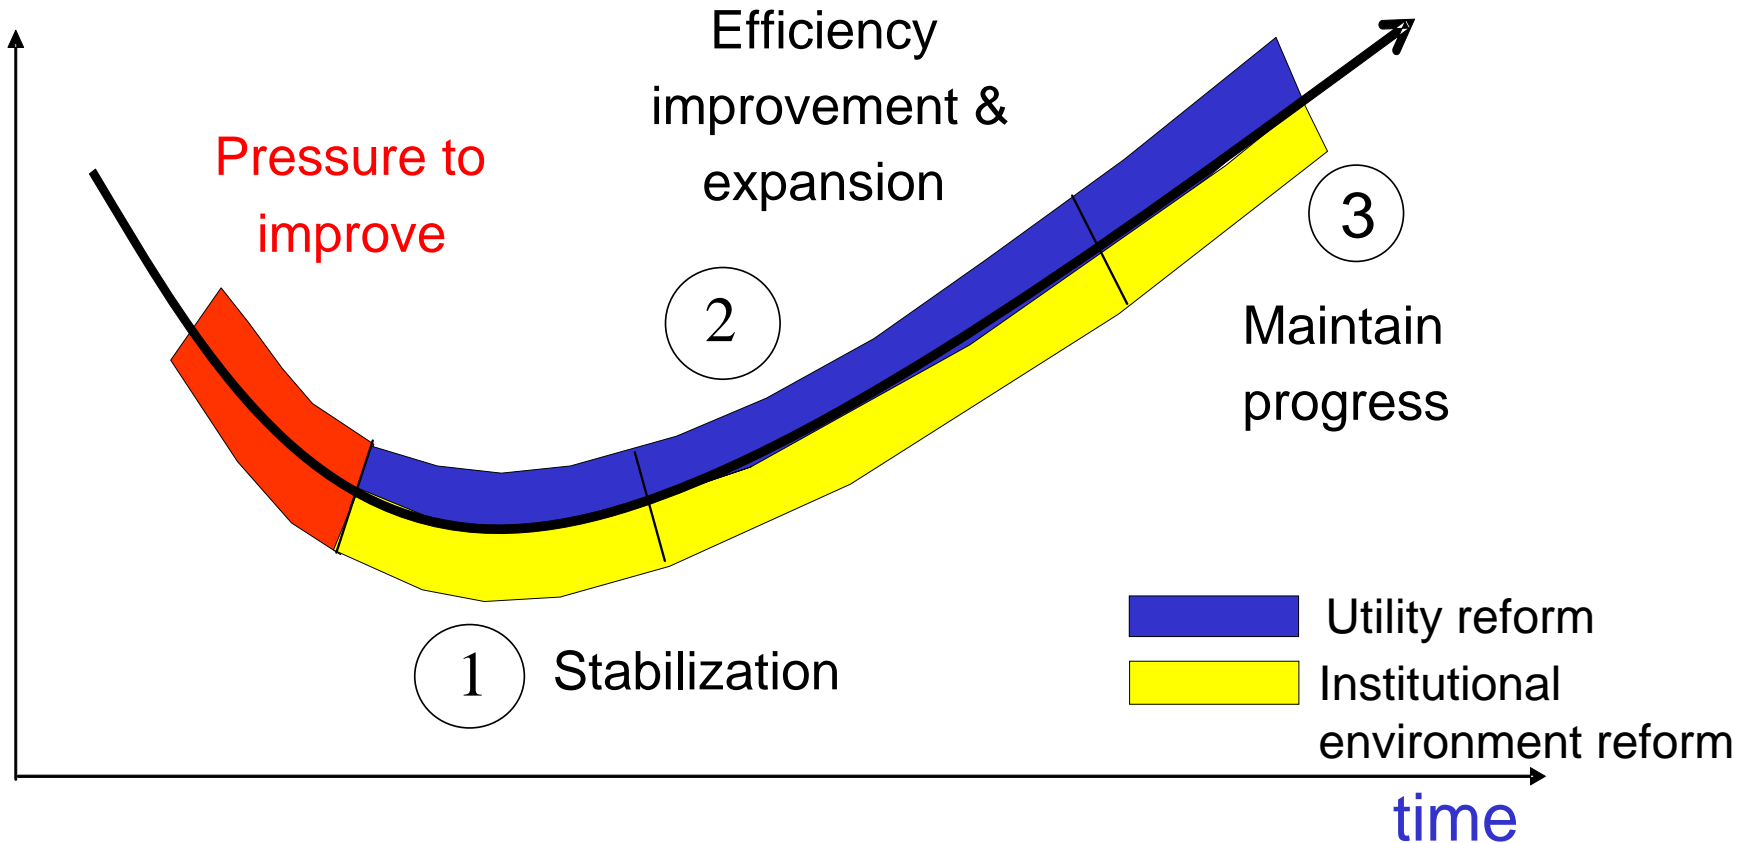 Efficiency
improvement &
expansion
Pressure to
improve
2
3
Maintain
progress
1 Stabilization
Utility reform
Institutional
environment reform
time